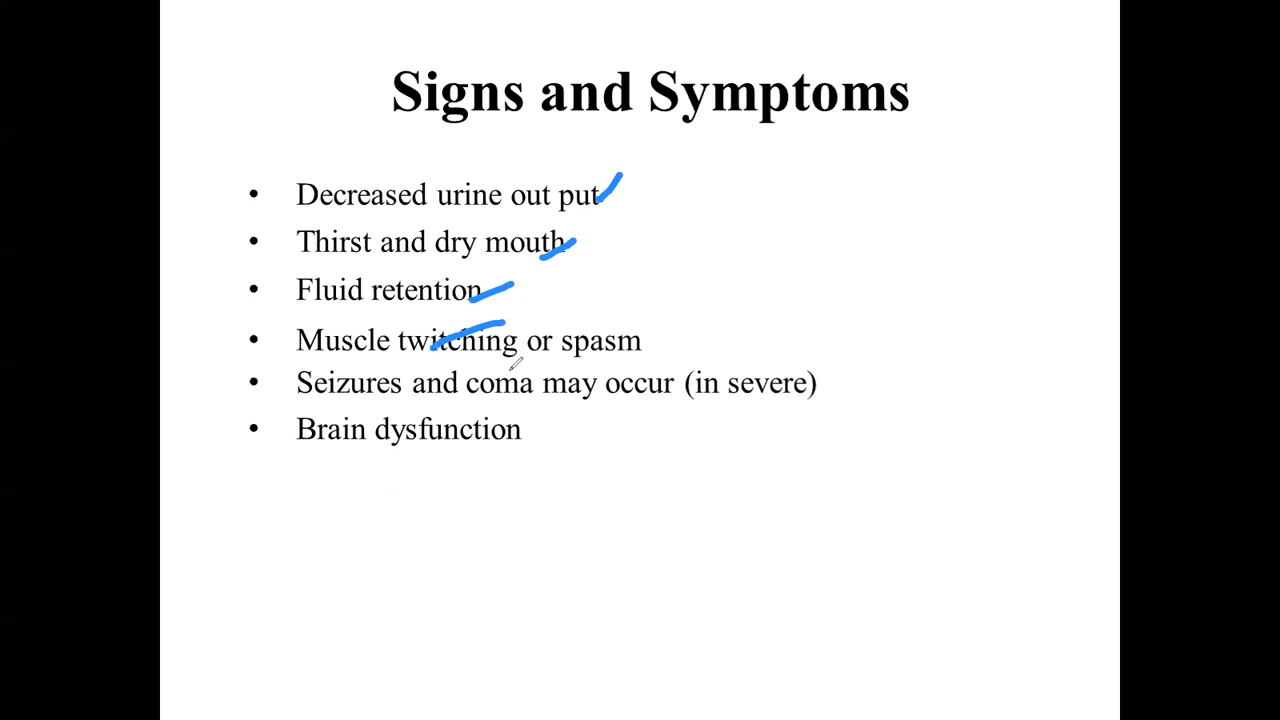 Signs and Symptoms
• Decreased urine out put
• Thirst and dry mouth
• Fluid retention
• Muscle twitching or spasm
• Seizures and coma may occur (in severe)
• Brain dysfunction